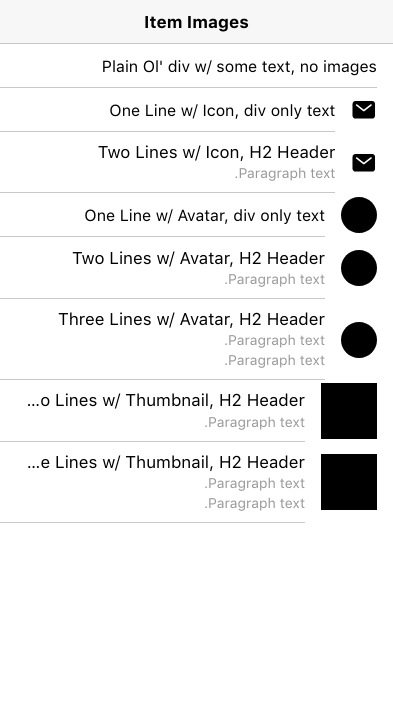 Item Images
Plain Ol' div w/ some text, no images
One Line w/ Icon, div only text
Two Lines w/ Icon, H2 Header
.Paragraph text
One Line w/ Avatar, div only text
Two Lines w/ Avatar, H2 Header
.Paragraph text
Three Lines w/ Avatar, H2 Header
.Paragraph text
.Paragraph text
...o Lines w/ Thumbnail, H2 Header
.Paragraph text
...e Lines w/ Thumbnail, H2 Header
.Paragraph text
.Paragraph text